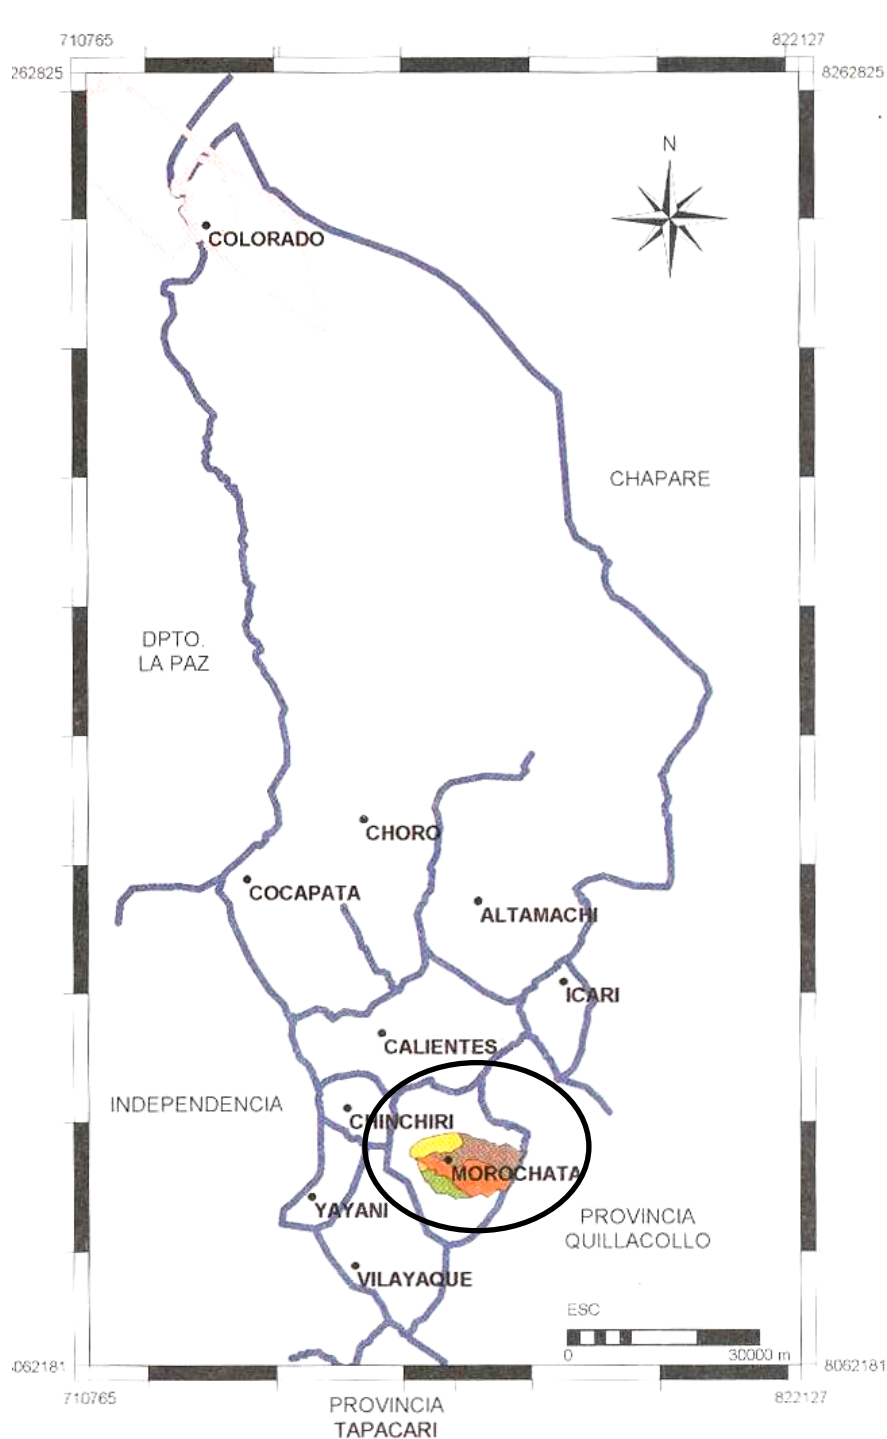 710765
822127
262825
8262825
N
COLORADO
CHAPARE
DPTO.
LA PAZ
CHORO
COCAPATA
ALTAMACHI
ICARI
CALIENTES
INDEPENDENCIA
CHINCHIRI
MOROCHATA
YAYANI
PROVINCIA
QUILLACOLLO
VILAYAQUE
ESC
0
30000 m
062181
8062181
710765
822127
PROVINCIA
TAPACARI